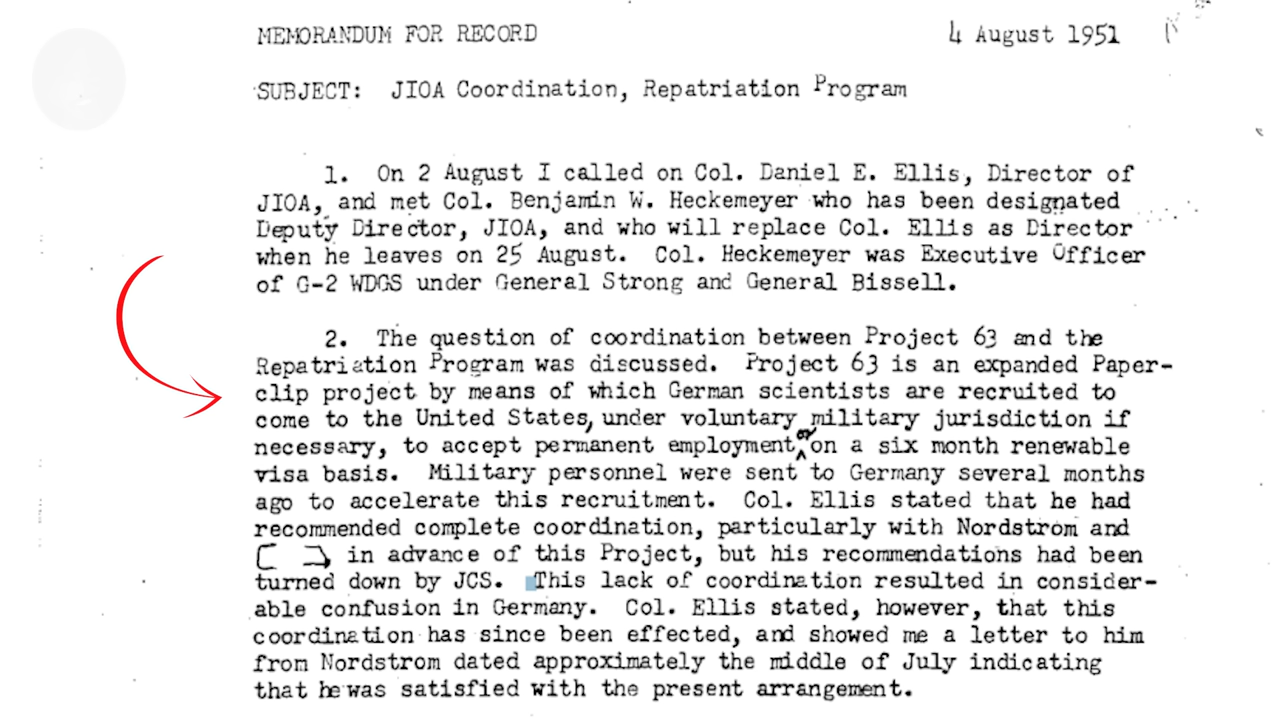 MEMORANDUM FOR RECORD
4 August 1951
SUBJECT: JIOA Coordination, Repatriation Program
1. On 2 August I called on Col. Daniel E. Ellis, Director of
JIOA, and met Col. Benjamin W. Heckemeyer who has been designated
Deputy Director, JIOA, and who will replace Col. Ellis as Director
when he leaves on 25 August. Col. Heckemeyer was Executive Officer
of G-2 WDGS under General Strong and General Bissell.
2. The question of coordination between Project 63 and the
Repatriation Program was discussed. Project 63 is an expanded Paper-
clip project by means of which German scientists are recruited to
come to the United States, under voluntary military jurisdiction if
necessary, to accept permanent employment or on a six month renewable
visa basis. Military personnel were sent to Germany several months
ago to accelerate this recruitment. Col. Ellis stated that he had
recommended complete coordination, particularly with Nordstrom and
[ ], in advance of this Project, but his recommendations had been
turned down by JCS. This lack of coordination resulted in consider-
able confusion in Germany. Col. Ellis stated, however, that this
coordination has since been effected, and showed me a letter to him
from Nordstrom dated approximately the middle of July indicating
that he was satisfied with the present arrangement.